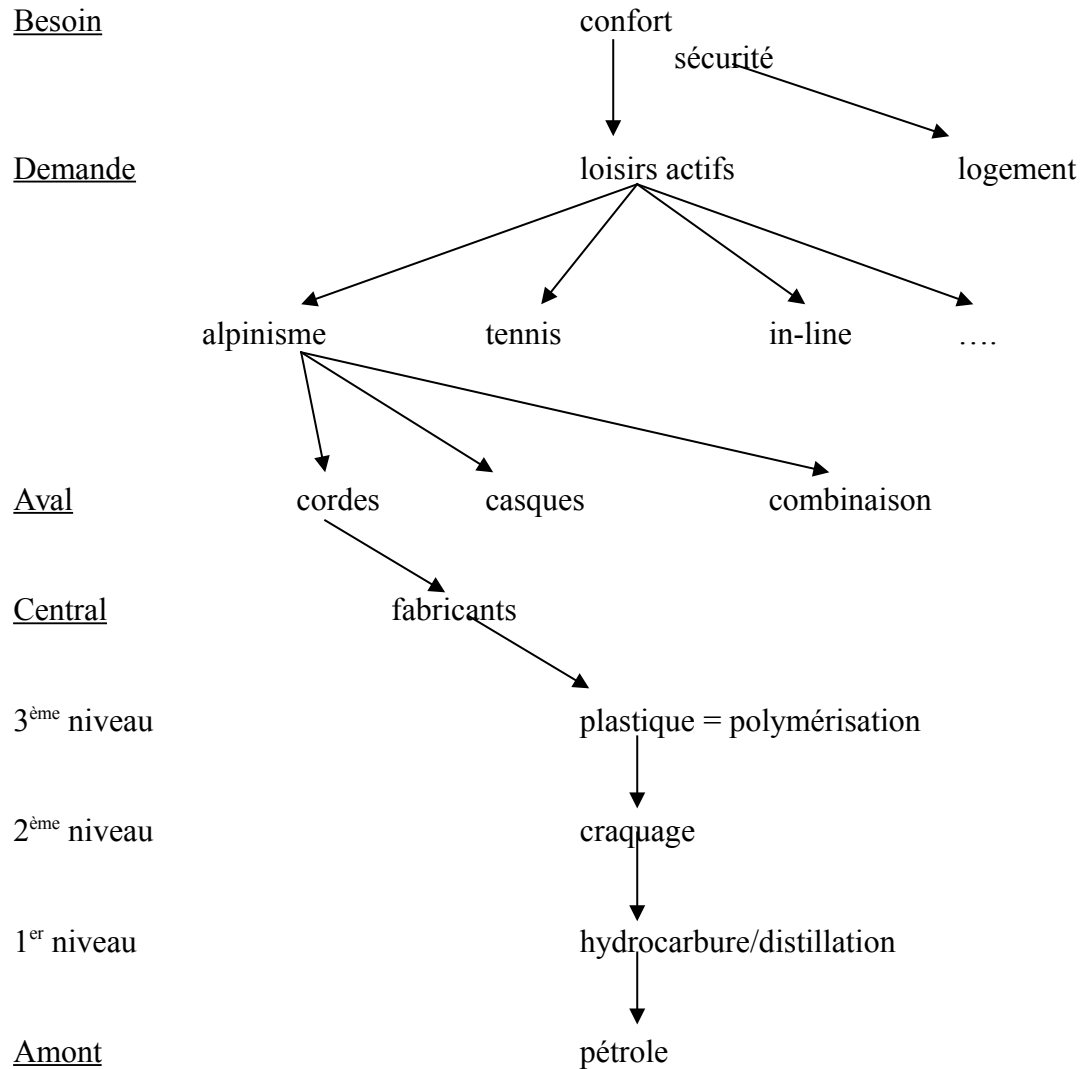 Besoin confort
sécurité
Demande loisirs actifs logement
alpinisme tennis in-line ….
Aval cordes casques combinaison
Central fabricants
3ème niveau plastique = polymérisation
2ème niveau craquage
1er niveau hydrocarbure/distillation
Amont pétrole